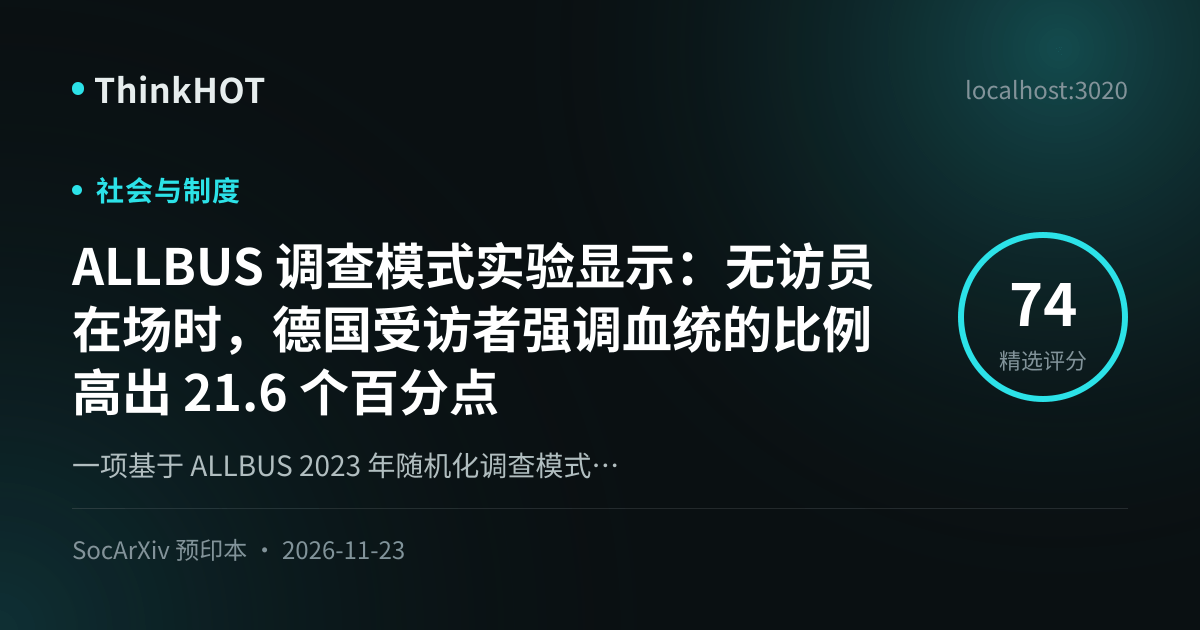 ThinkHOT
localhost:3020
社会与制度
ALLBUS 调查模式实验显示：无访员
在场时，德国受访者强调血统的比例
高出 21.6 个百分点
74
精选评分
一项基于 ALLBUS 2023 年随机化调查模式…
SocArXiv 预印本 · 2026-11-23